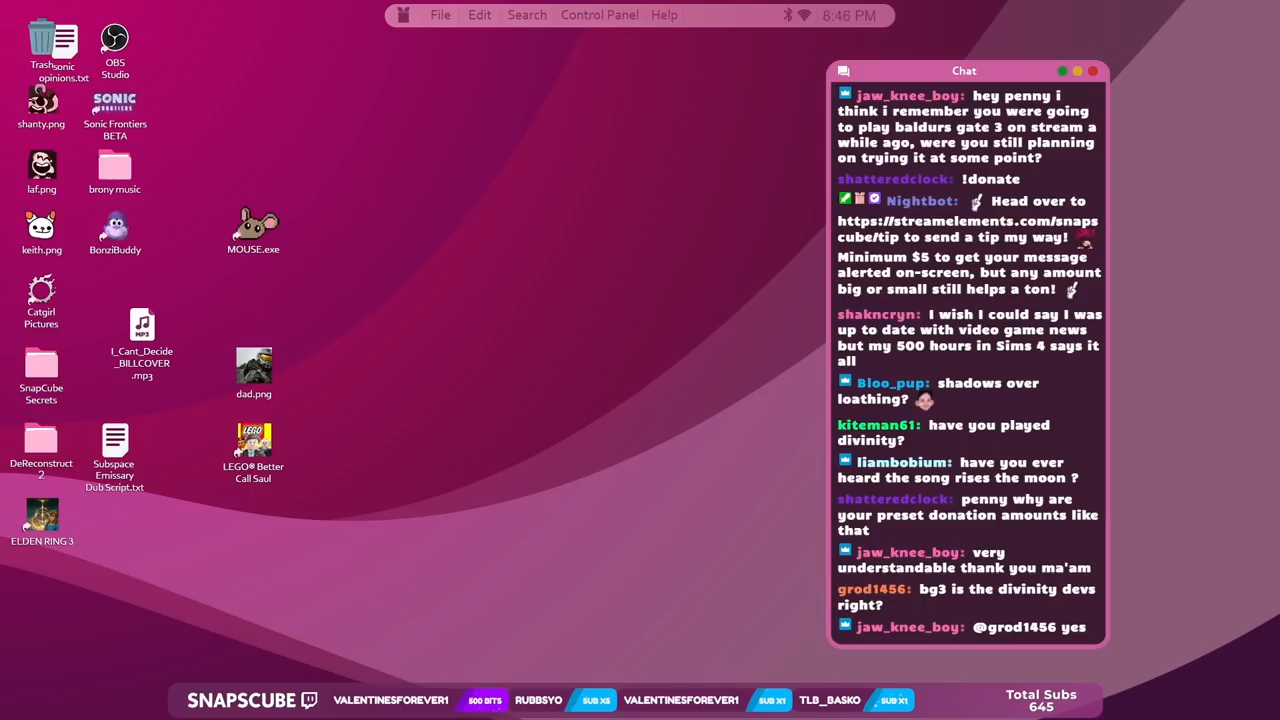 File Edit Search Control Panel Help 8:46 PM
Trash
sonic
opinions.txt
OBS
Studio
shanty.png
SONIC
FRONTIERS
Sonic Frontiers
BETA
laf.png
brony music
keith.png
BonziBuddy
MOUSE.exe
Catgirl
Pictures
MP3
I_Cant_Decide
_BILLCOVER
.mp3
SnapCube
Secrets
dad.png
DeReconstruct
2
Subspace
Emissary
Dub Script.txt
LEGO
LEGO® Better
Call Saul
ELDEN RING 3
Chat
jaw_knee_boy: hey penny i
think i remember you were going
to play baldurs gate 3 on stream a
while ago, were you still planning
on trying it at some point?
shatteredclock: !donate
Nightbot: Head over to
https://streamelements.com/snaps
cube/tip to send a tip my way!
Minimum $5 to get your message
alerted on-screen, but any amount
big or small still helps a ton!
shakncryn: I wish I could say I was
up to date with video game news
but my 500 hours in Sims 4 says it
all
Bloo_pup: shadows over
loathing?
kiteman61: have you played
divinity?
liambobium: have you ever
heard the song rises the moon ?
shatteredclock: penny why are
your preset donation amounts like
that
jaw_knee_boy: very
understandable thank you ma'am
grod1456: bg3 is the divinity devs
right?
jaw_knee_boy: @grod1456 yes
SNAPSCUBE VALENTINESFOREVER1 500 BITS RUBBSYO SUB X5 VALENTINESFOREVER1 SUB X1 TLB_BASKO SUB X1
Total Subs
645